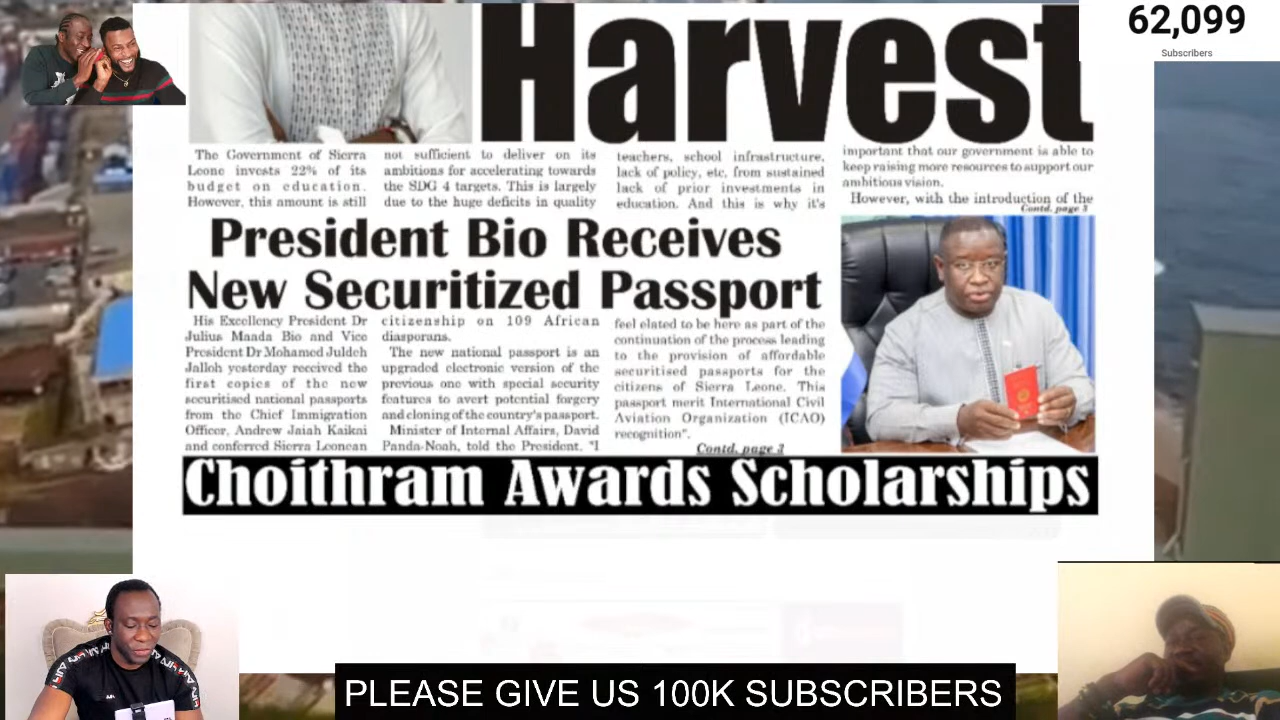 62,099
Subscribers
Harvest
The Government of Sierra
Leone invests 22% of its
budget on education.
However, this amount is still
not sufficient to deliver on its
ambitions for accelerating towards
the SDG 4 targets. This is largely
due to the huge deficits in quality
teachers, school infrastructure,
lack of policy, etc, from sustained
lack of prior investments in
education. And this is why it's
important that our government is able to
keep raising more resources to support our
ambitious vision.
However, with the introduction of the
Contd. page 3
President Bio Receives
New Securitized Passport
His Excellency President Dr
Julius Maada Bio and Vice
President Dr Mohamed Juldeh
Jalloh yesterday received the
first copies of the new
securitised national passports
from the Chief Immigration
Officer, Andrew Jaiah Kaikai
and conferred Sierra Leonean
citizenship on 109 African
diasporans.
The new national passport is an
upgraded electronic version of the
previous one with special security
features to avert potential forgery
and cloning of the country's passport.
Minister of Internal Affairs, David
Panda-Noah, told the President, "I
feel elated to be here as part of the
continuation of the process leading
to the provision of affordable
securitised passports for the
citizens of Sierra Leone. This
passport merit International Civil
Aviation Organization (ICAO)
recognition".
Contd. page 3
Choithram Awards Scholarships
PLEASE GIVE US 100K SUBSCRIBERS